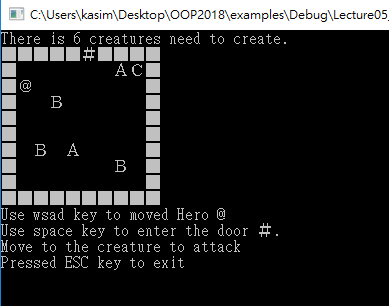 C:\Users\kasim\Desktop\OOP2018\examples\Debug\Lecture05_
There is 6 creatures need to create.
#
A C
@
B
B A
B
Use wsad key to moved Hero @
Use space key to enter the door #.
Move to the creature to attack
Pressed ESC key to exit